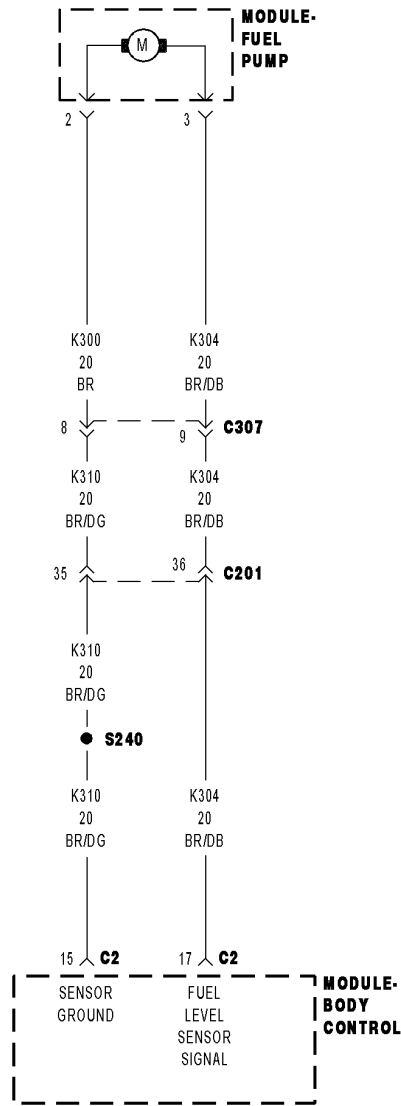 MODULE-
FUEL
PUMP
M
2 3
K300 K304
20 20
BR BR/DB
8 9 C307
K310 K304
20 20
BR/DG BR/DB
35 36 C201
K310
20
BR/DG
S240
K310 K304
20 20
BR/DG BR/DB
15 C2 17 C2
MODULE-
BODY
CONTROL
SENSOR
GROUND
FUEL
LEVEL
SENSOR
SIGNAL